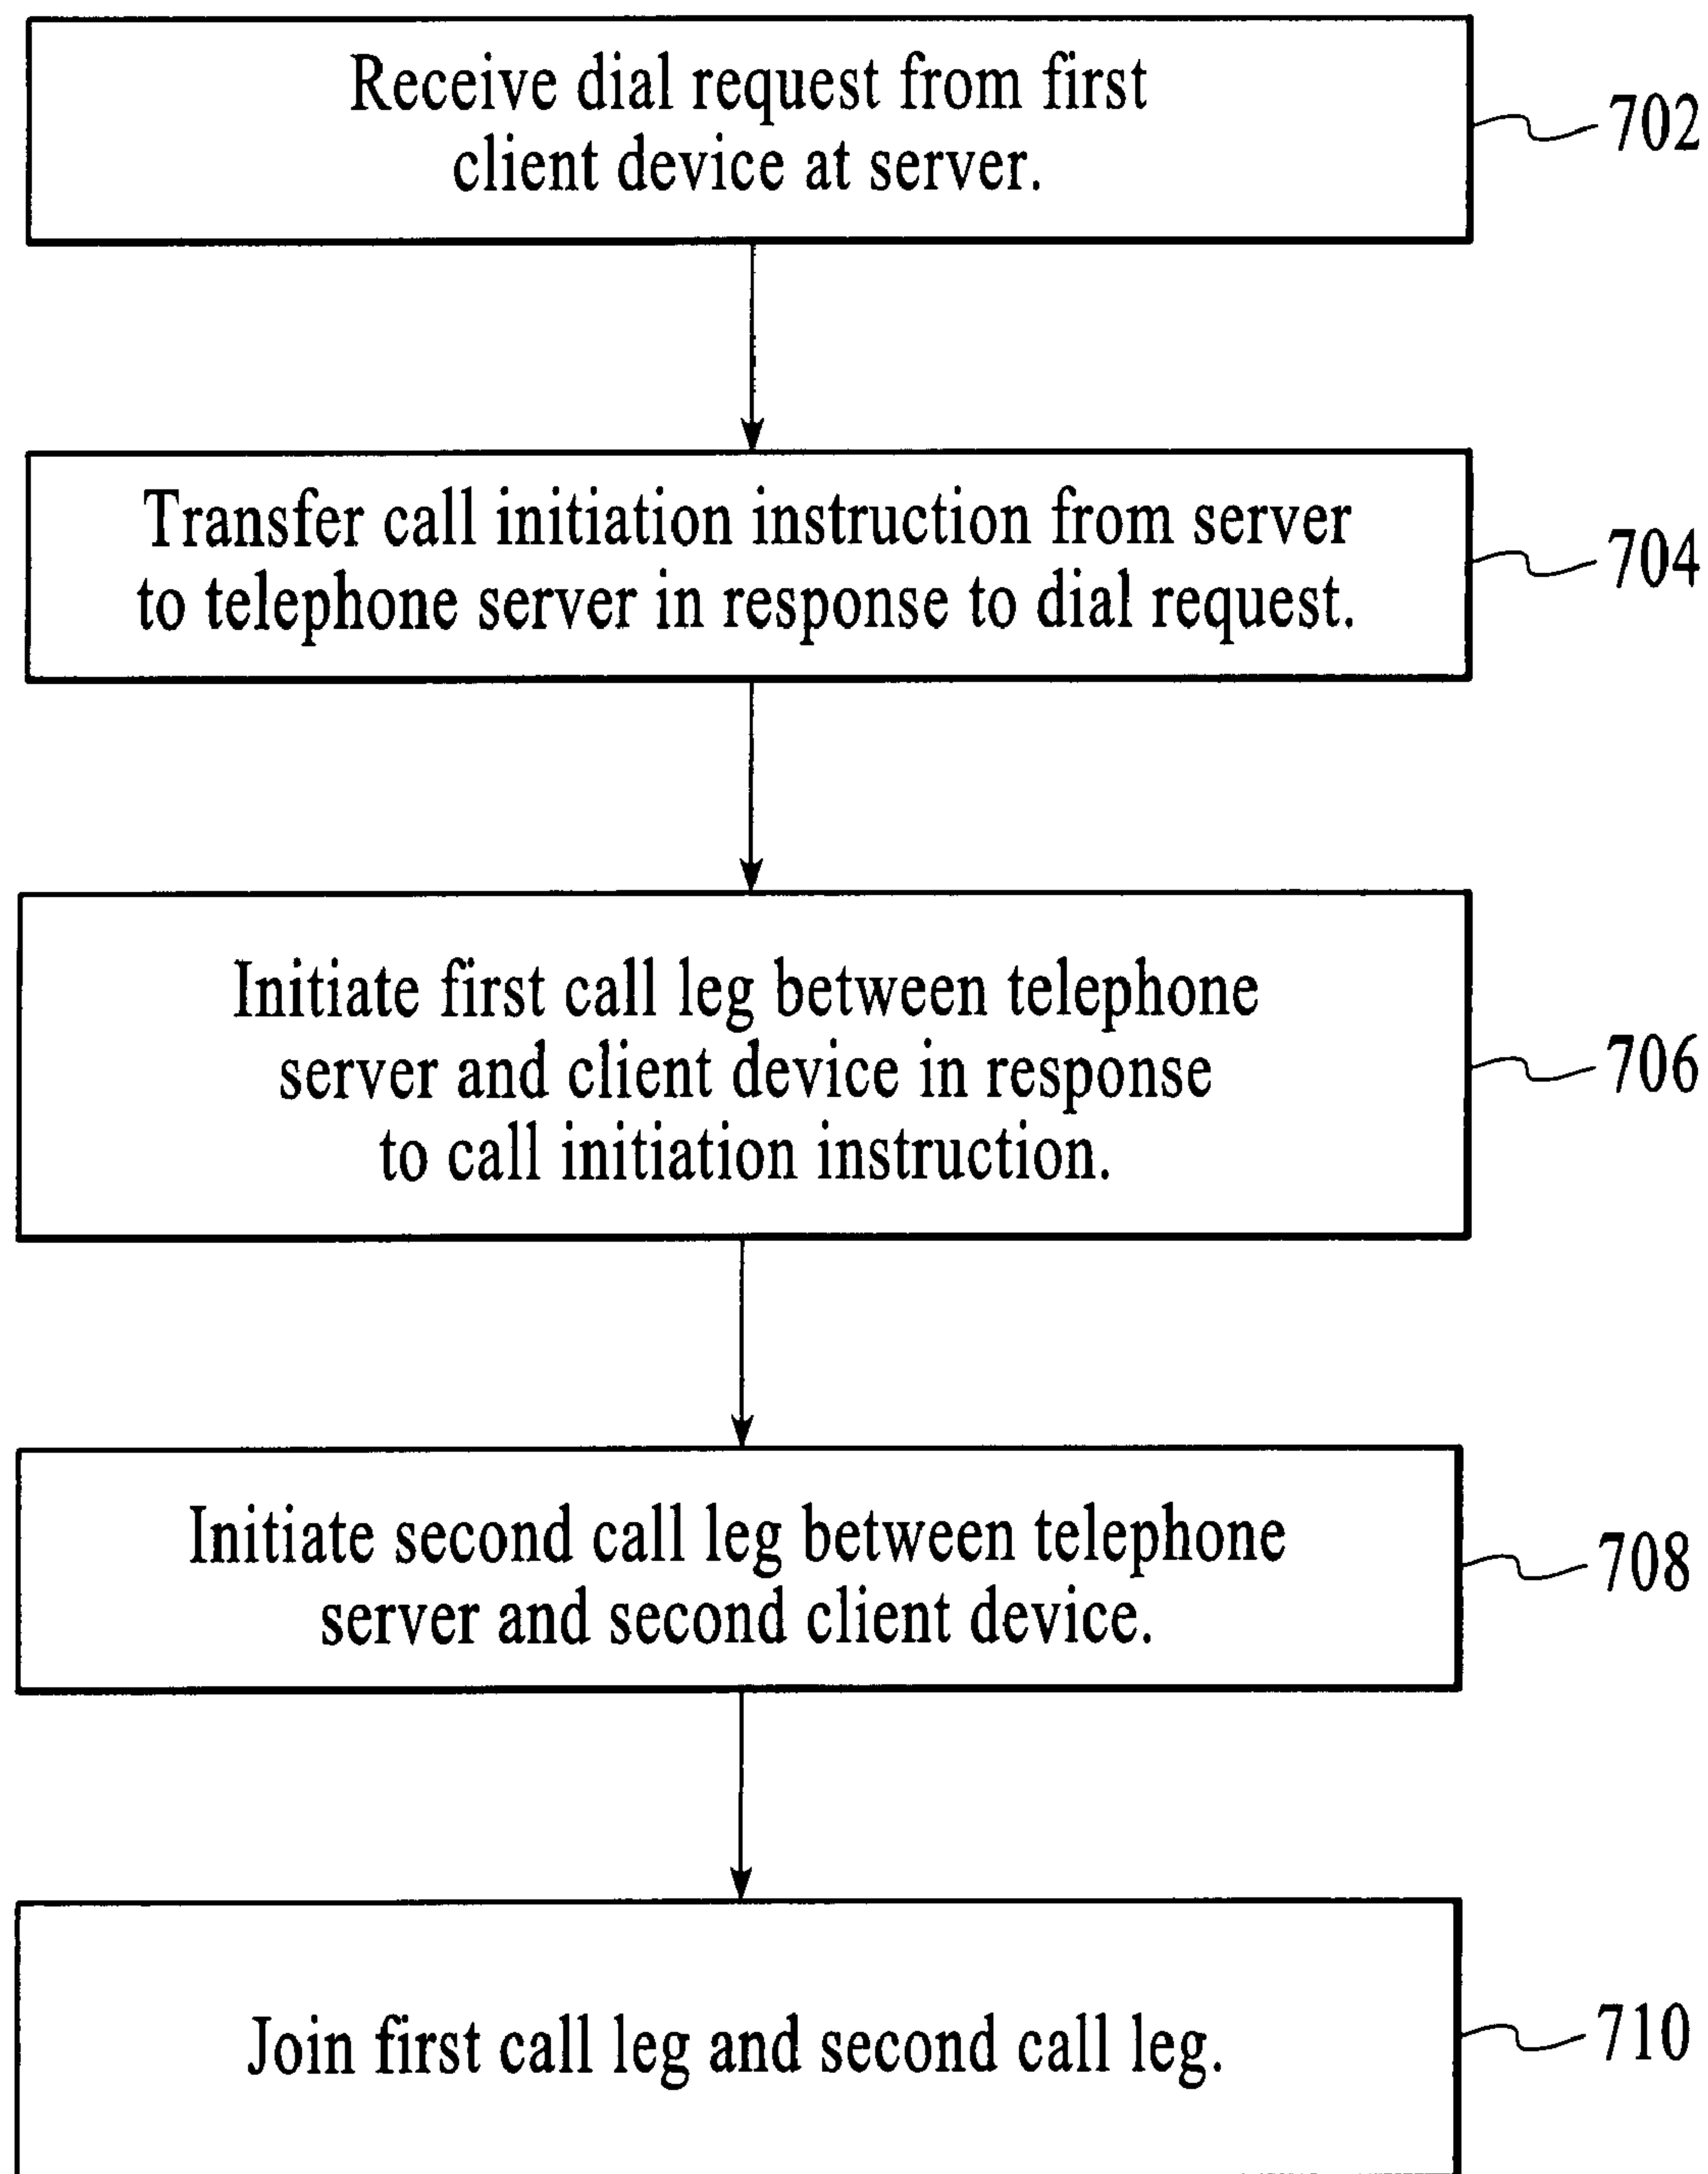 Receive dial request from first
client device at server.
702
Transfer call initiation instruction from server
to telephone server in response to dial request.
704
Initiate first call leg between telephone
server and client device in response
to call initiation instruction.
706
Initiate second call leg between telephone
server and second client device.
708
Join first call leg and second call leg.
710